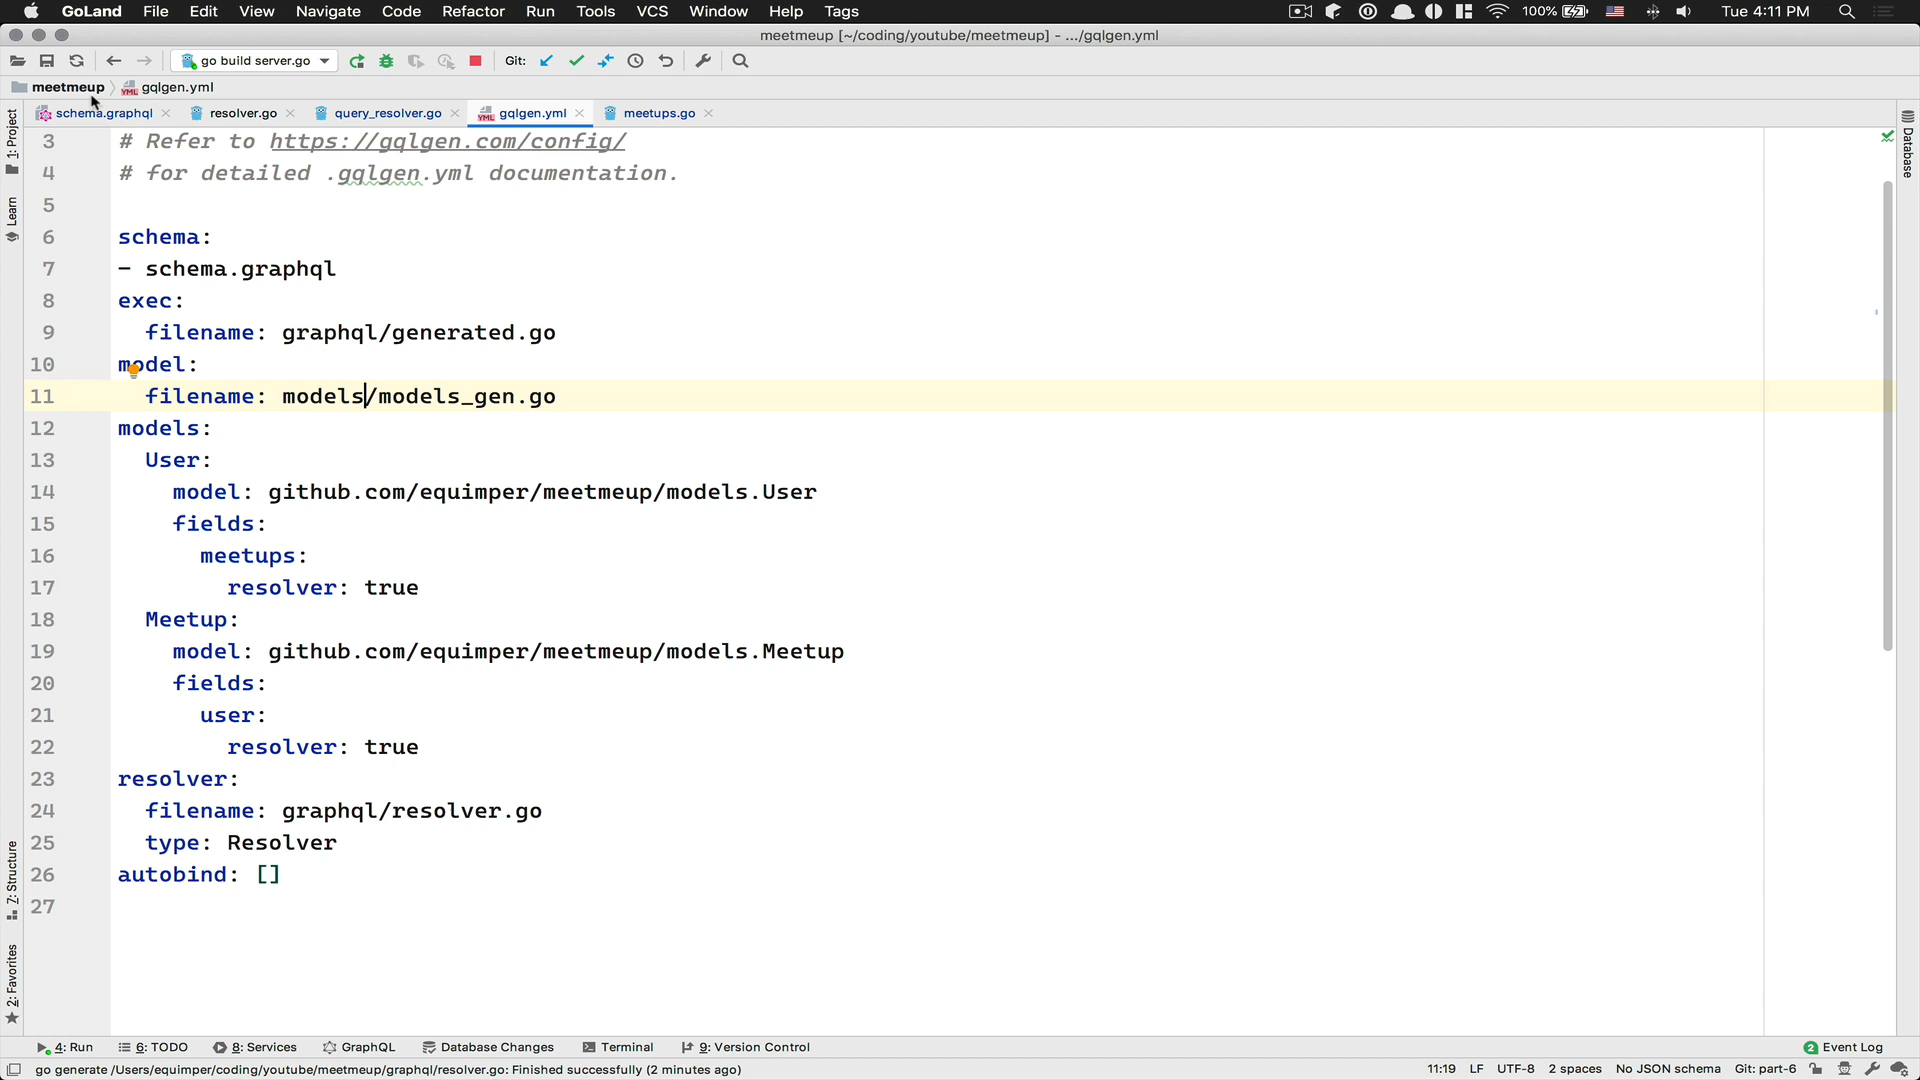 GoLand File Edit View Navigate Code Refactor Run Tools VCS Window Help Tags 100% Tue 4:11 PM
meetmeup [~/coding/youtube/meetmeup] - .../gqlgen.yml
go build server.go Git:
meetmeup gqlgen.yml
schema.graphql resolver.go query_resolver.go gqlgen.yml meetups.go
1: Project
Learn
7: Structure
2: Favorites
Database
3 # Refer to https://gqlgen.com/config/
4 # for detailed .gqlgen.yml documentation.
5
6 schema:
7 - schema.graphql
8 exec:
9 filename: graphql/generated.go
10 model:
11 filename: models/models_gen.go
12 models:
13 User:
14 model: github.com/equimper/meetmeup/models.User
15 fields:
16 meetups:
17 resolver: true
18 Meetup:
19 model: github.com/equimper/meetmeup/models.Meetup
20 fields:
21 user:
22 resolver: true
23 resolver:
24 filename: graphql/resolver.go
25 type: Resolver
26 autobind: []
27
4: Run 6: TODO 8: Services GraphQL Database Changes Terminal 9: Version Control 2 Event Log
go generate /Users/equimper/coding/youtube/meetmeup/graphql/resolver.go: Finished successfully (2 minutes ago) 11:19 LF UTF-8 2 spaces No JSON schema Git: part-6